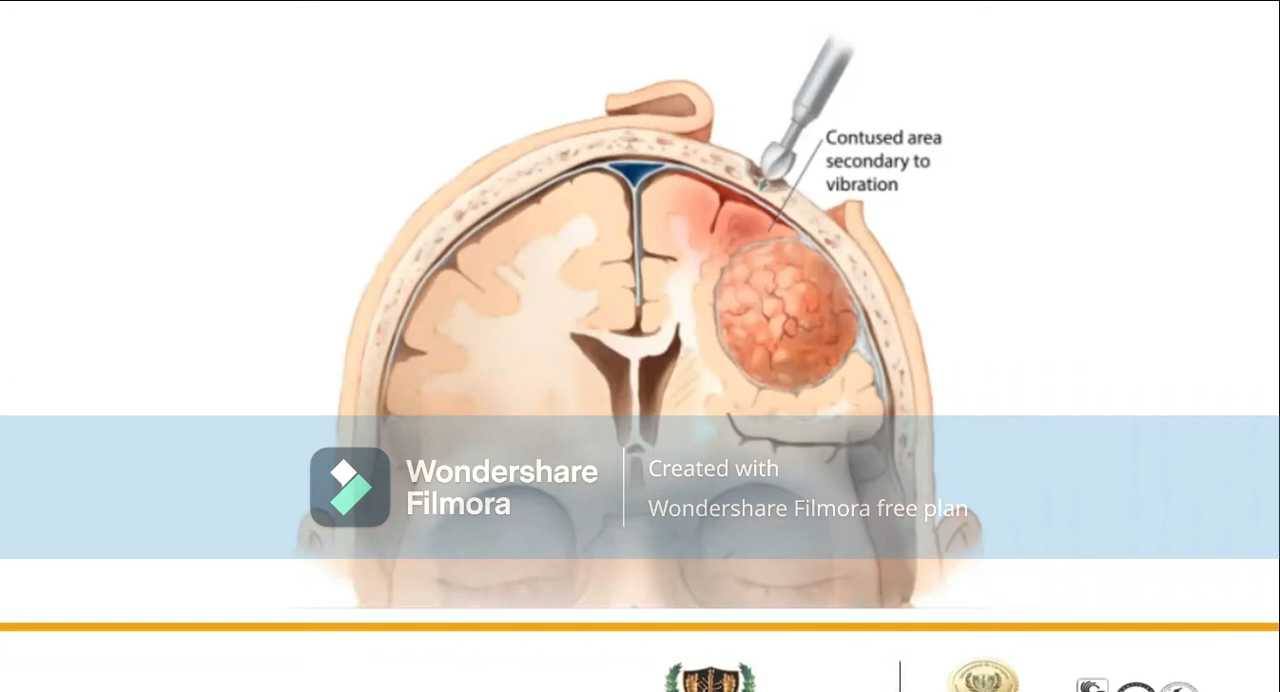 Contused area
secondary to
vibration
Wondershare
Filmora
Created with
Wondershare Filmora free plan